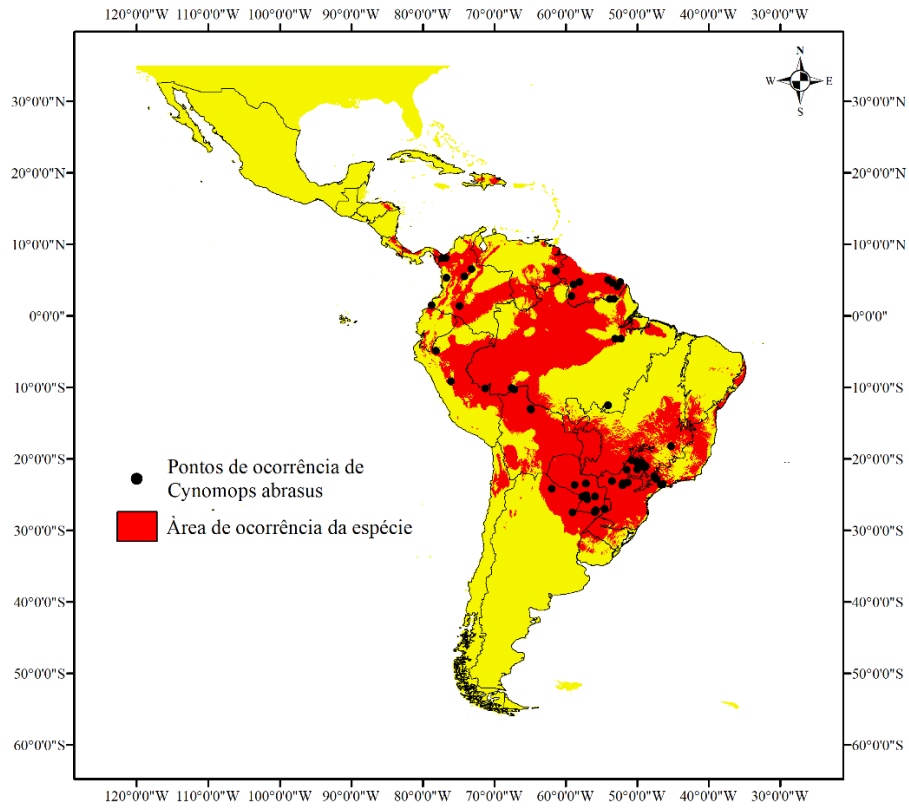 120°0'0"W 110°0'0"W 100°0'0"W 90°0'0"W 80°0'0"W 70°0'0"W 60°0'0"W 50°0'0"W 40°0'0"W 30°0'0"W
N
W E
S
30°0'0"N 30°0'0"N
20°0'0"N 20°0'0"N
10°0'0"N 10°0'0"N
0°0'0" 0°0'0"
10°0'0"S 10°0'0"S
20°0'0"S 20°0'0"S
Pontos de ocorrência de
Cynomops abrasus
Àrea de ocorrência da espécie
30°0'0"S 30°0'0"S
40°0'0"S 40°0'0"S
50°0'0"S 50°0'0"S
60°0'0"S 60°0'0"S
120°0'0"W 110°0'0"W 100°0'0"W 90°0'0"W 80°0'0"W 70°0'0"W 60°0'0"W 50°0'0"W 40°0'0"W 30°0'0"W